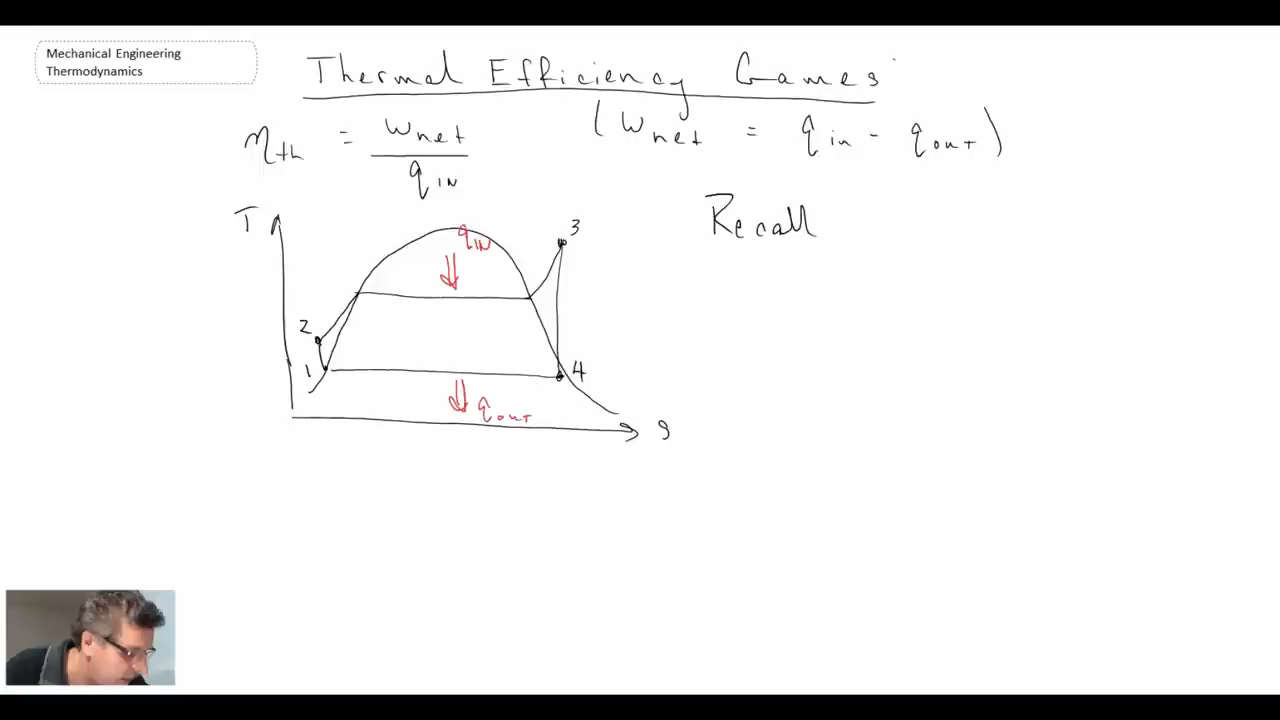 Mechanical Engineering
Thermodynamics
Thermal Efficiency Games
ηth = wnet / qIN
(wnet = qin - qout)
T
Recall
3
qIN
2
1
4
qout
s